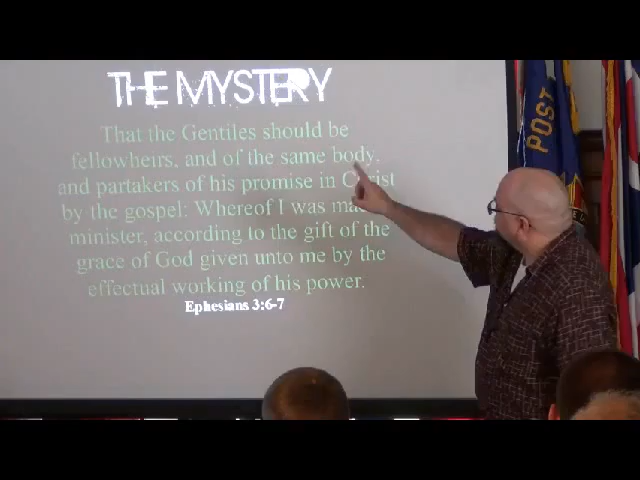 THE MYSTERY
That the Gentiles should be
fellowheirs, and of the same body,
and partakers of his promise in Christ
by the gospel: Whereof I was
minister, according to the gift of the
grace of God given unto me by the
effectual working of his power.
Ephesians 3:6-7
POST